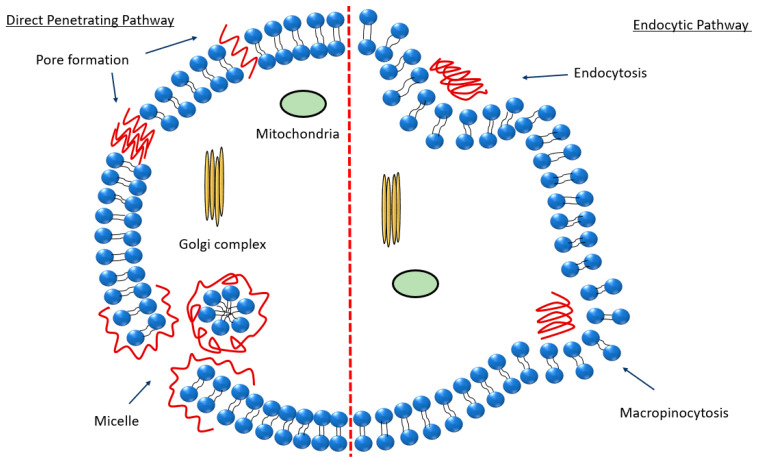 Direct Penetrating Pathway
Endocytic Pathway
Pore formation
Endocytosis
Mitochondria
Golgi complex
Micelle
Macropinocytosis